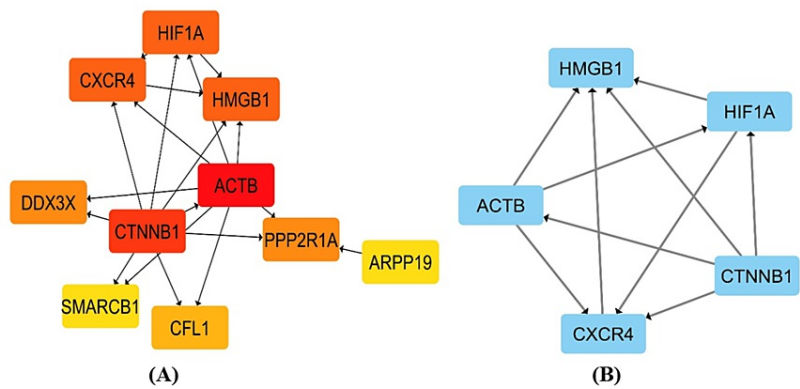 HIF1A
CXCR4
HMGB1
ACTB
DDX3X
CTNNB1
PPP2R1A
ARPP19
SMARCB1
CFL1
(A)
HMGB1
HIF1A
ACTB
CTNNB1
CXCR4
(B)